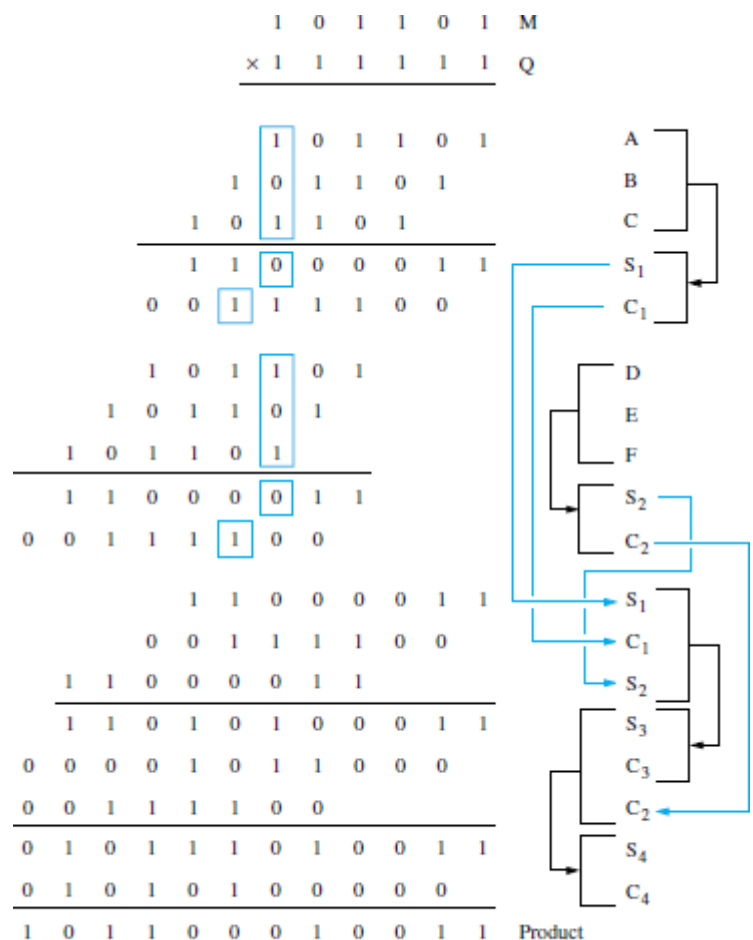 1 0 1 1 0 1 M
× 1 1 1 1 1 1 Q
1 0 1 1 0 1 A
1 0 1 1 0 1 B
1 0 1 1 0 1 C
1 1 0 0 0 0 1 1 S₁
0 0 1 1 1 1 0 0 C₁
1 0 1 1 0 1 D
1 0 1 1 0 1 E
1 0 1 1 0 1 F
1 1 0 0 0 0 1 1 S₂
0 0 1 1 1 1 0 0 C₂
1 1 0 0 0 0 1 1 S₁
0 0 1 1 1 1 0 0 C₁
1 1 0 0 0 0 1 1 S₂
1 1 0 1 0 1 0 0 0 1 1 S₃
0 0 0 0 1 0 1 1 0 0 0 C₃
0 0 1 1 1 1 0 0 C₂
0 1 0 1 1 1 0 1 0 0 1 1 S₄
0 1 0 1 0 1 0 0 0 0 0 C₄
1 0 1 1 0 0 0 1 0 0 1 1 Product